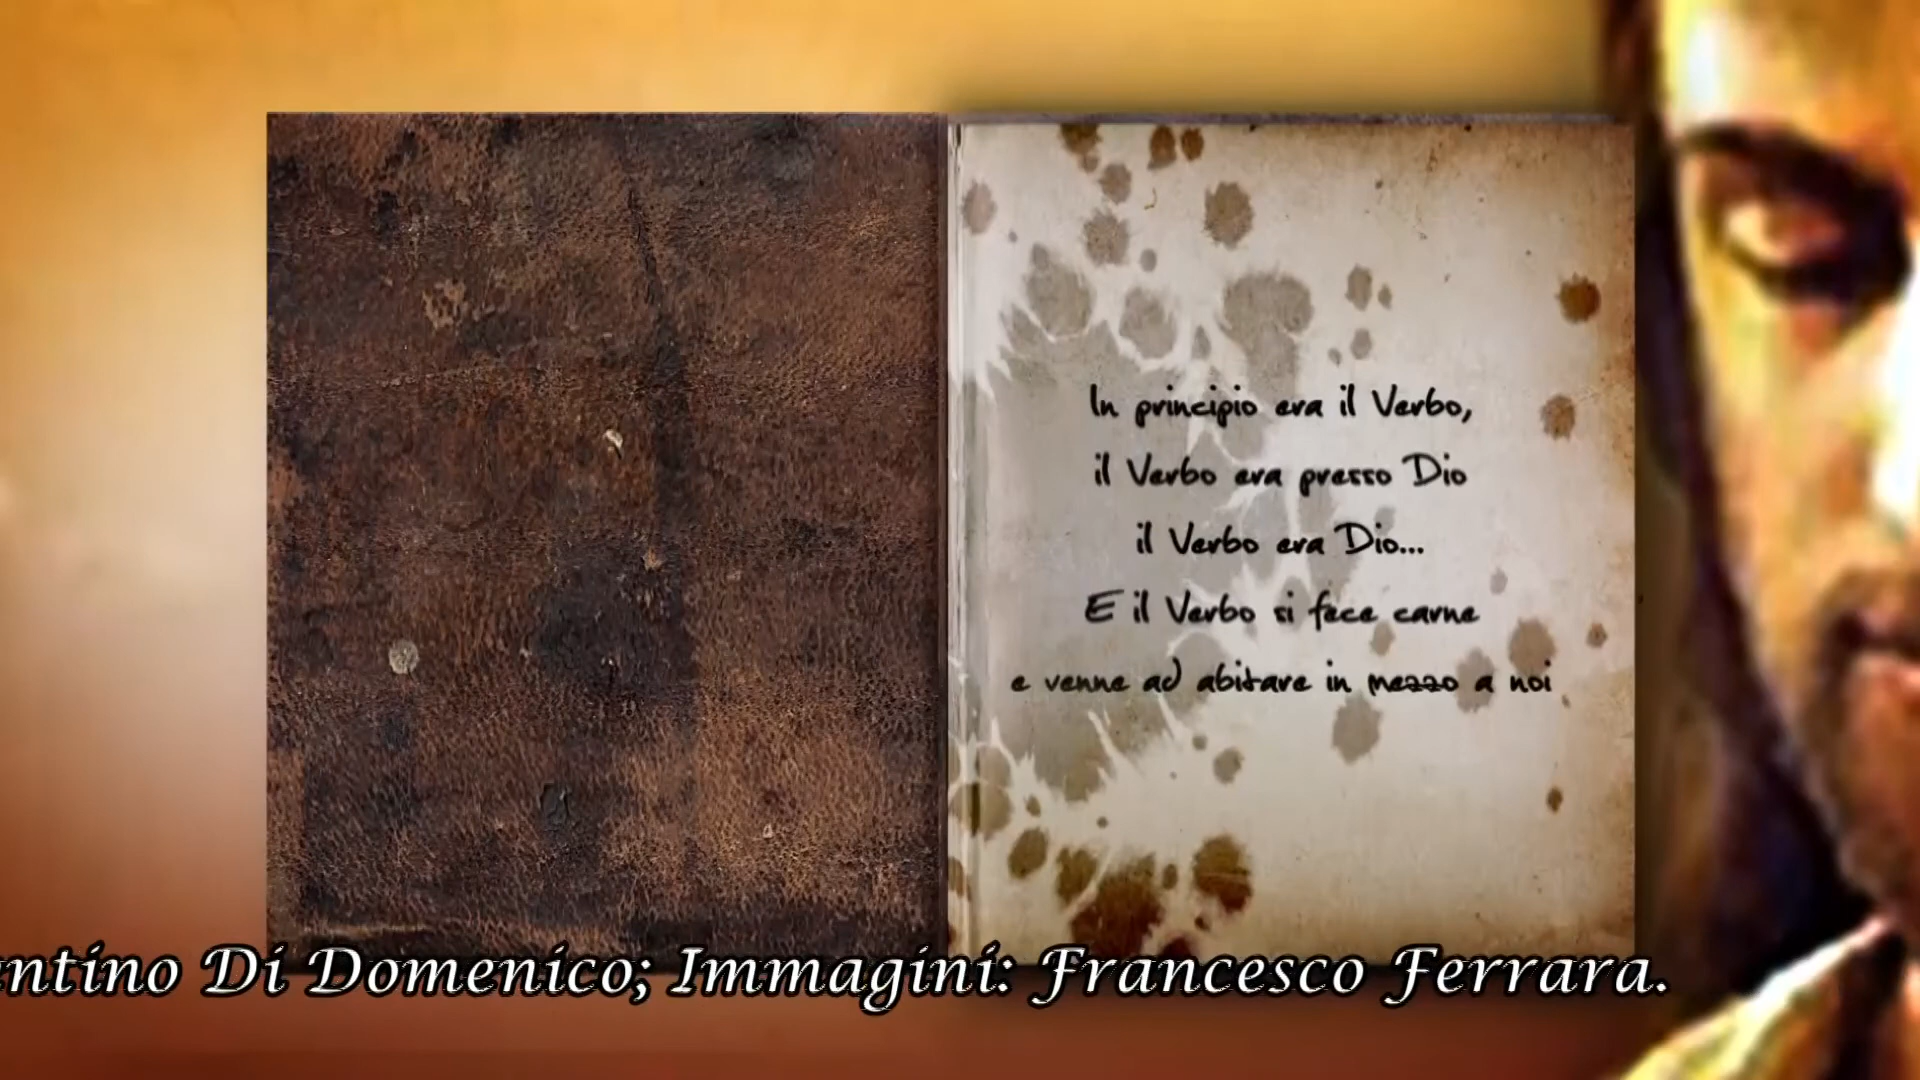 In principio era il Verbo,
il Verbo era presso Dio
il Verbo era Dio...
E il Verbo si fece carne
e venne ad abitare in mezzo a noi
Di Domenico; Immagini: Francesco Ferrara.